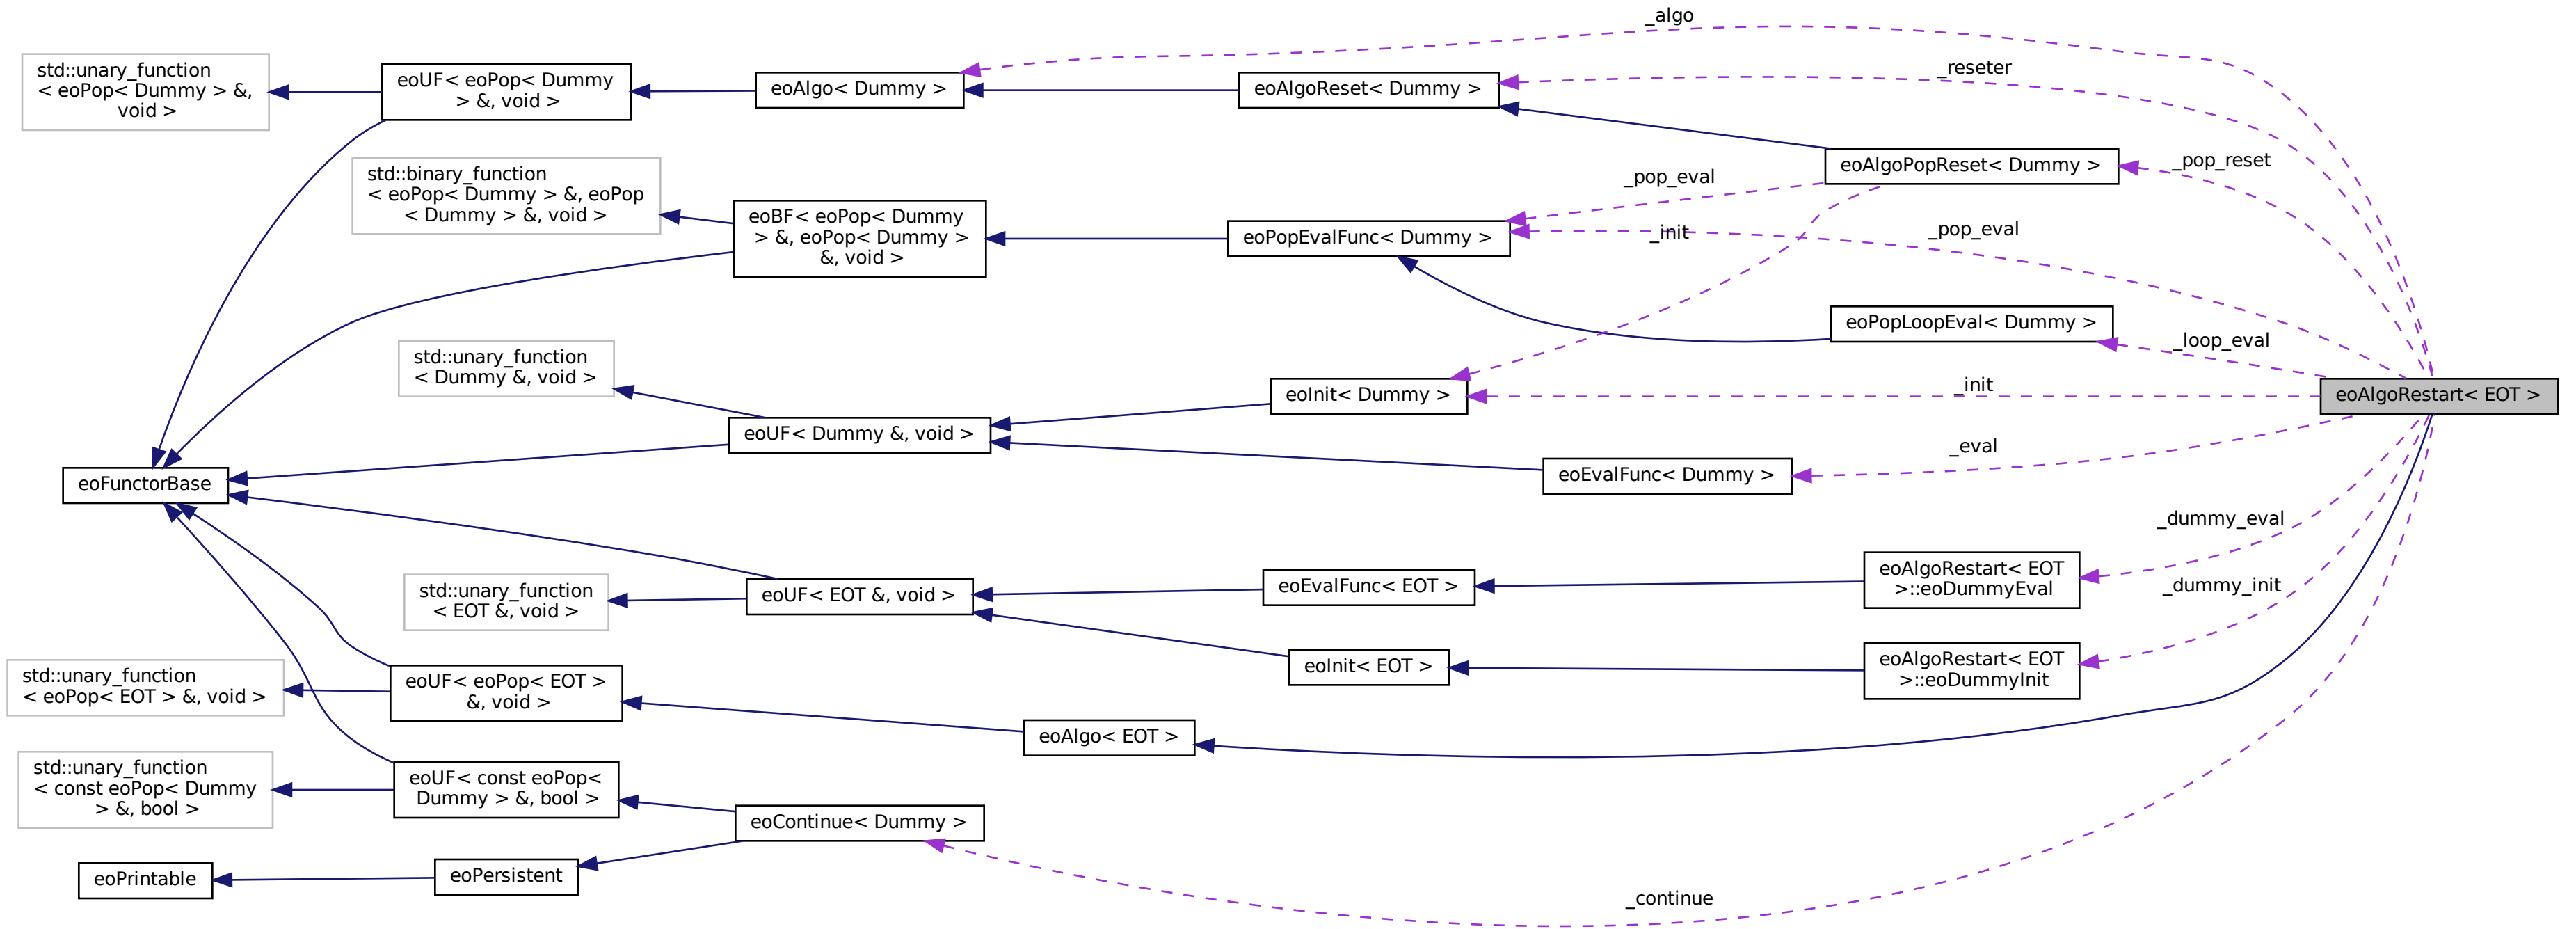 _algo
std::unary_function
< eoPop< Dummy > &,
void >
eoUF< eoPop< Dummy
> &, void >
eoAlgo< Dummy >
eoAlgoReset< Dummy >
_reseter
std::binary_function
< eoPop< Dummy > &, eoPop
< Dummy > &, void >
eoAlgoPopReset< Dummy >
_pop_reset
_pop_eval
eoBF< eoPop< Dummy
> &, eoPop< Dummy >
&, void >
eoPopEvalFunc< Dummy >
_init
_pop_eval
eoPopLoopEval< Dummy >
_loop_eval
std::unary_function
< Dummy &, void >
eoInit< Dummy >
_init
eoAlgoRestart< EOT >
eoUF< Dummy &, void >
_eval
eoFunctorBase
eoEvalFunc< Dummy >
_dummy_eval
std::unary_function
< EOT &, void >
eoUF< EOT &, void >
eoEvalFunc< EOT >
eoAlgoRestart< EOT
>::eoDummyEval
_dummy_init
std::unary_function
< eoPop< EOT > &, void >
eoUF< eoPop< EOT >
&, void >
eoInit< EOT >
eoAlgoRestart< EOT
>::eoDummyInit
eoAlgo< EOT >
std::unary_function
< const eoPop< Dummy
> &, bool >
eoUF< const eoPop<
Dummy > &, bool >
eoContinue< Dummy >
eoPrintable
eoPersistent
_continue